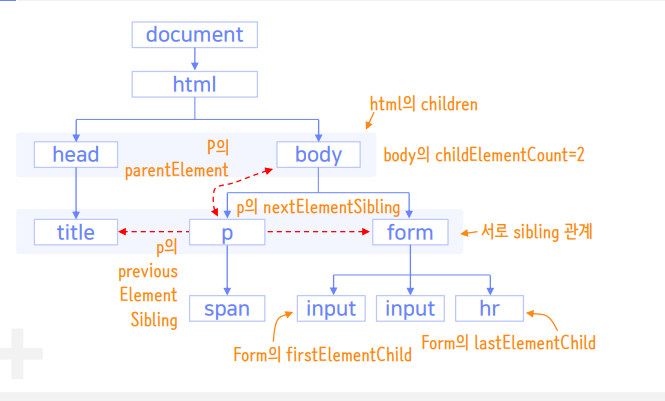 document
html
html의 children
head
P의
parentElement
body
body의 childElementCount=2
p의 nextElementSibling
title
p
form
서로 sibling 관계
p의
previous
Element
Sibling
span
input
input
hr
Form의 firstElementChild
Form의 lastElementChild